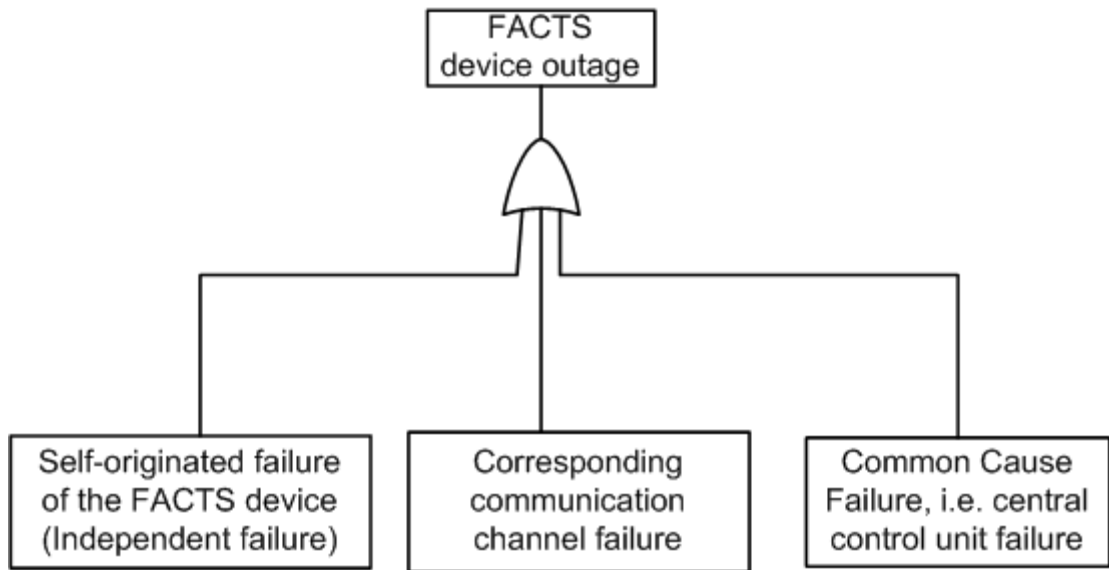 FACTS
device outage
Self-originated failure
of the FACTS device
(Independent failure)
Corresponding
communication
channel failure
Common Cause
Failure, i.e. central
control unit failure